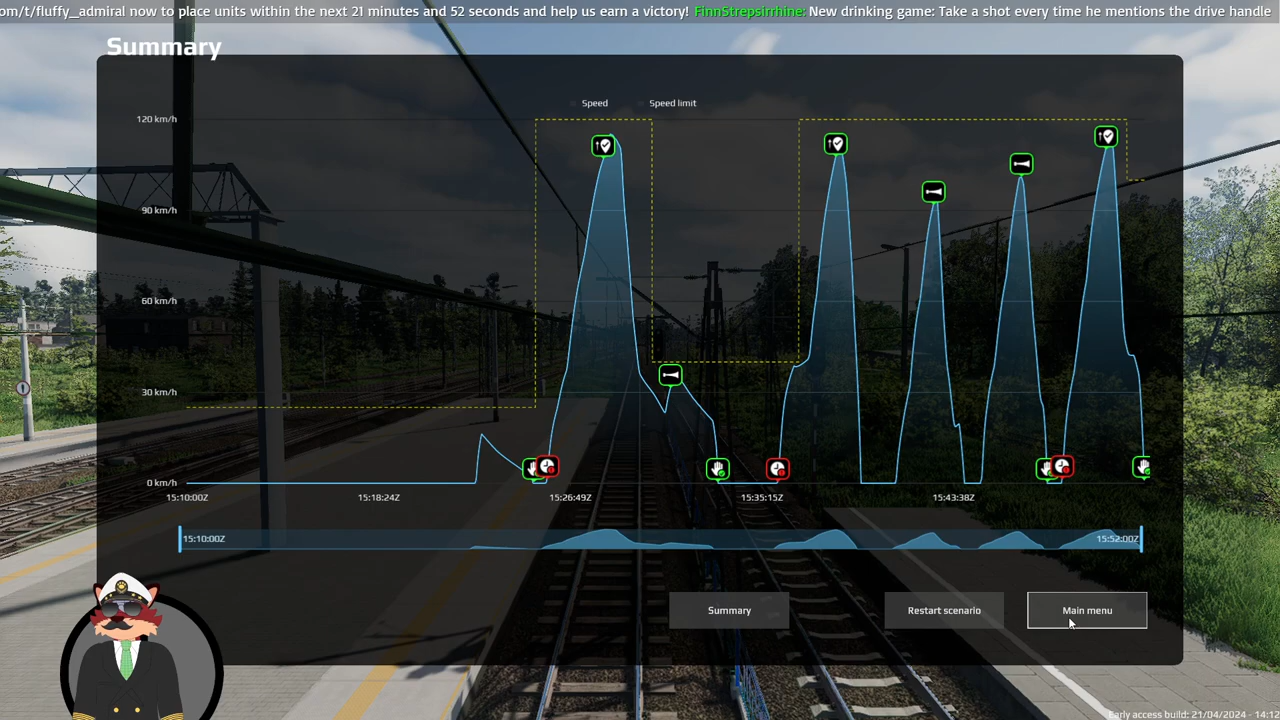 om/t/fluffy_admiral now to place units within the next 21 minutes and 52 seconds and help us earn a victory! FinnStrepsirrhine: New drinking game: Take a shot every time he mentions the drive handle
Summary
Speed Speed limit
120 km/h
90 km/h
60 km/h
30 km/h
0 km/h
15:10:00Z 15:18:24Z 15:26:49Z 15:35:15Z 15:43:38Z
15:10:00Z 15:52:00Z
Summary Restart scenario Main menu
Early access build: 21/04/2024 - 14:12